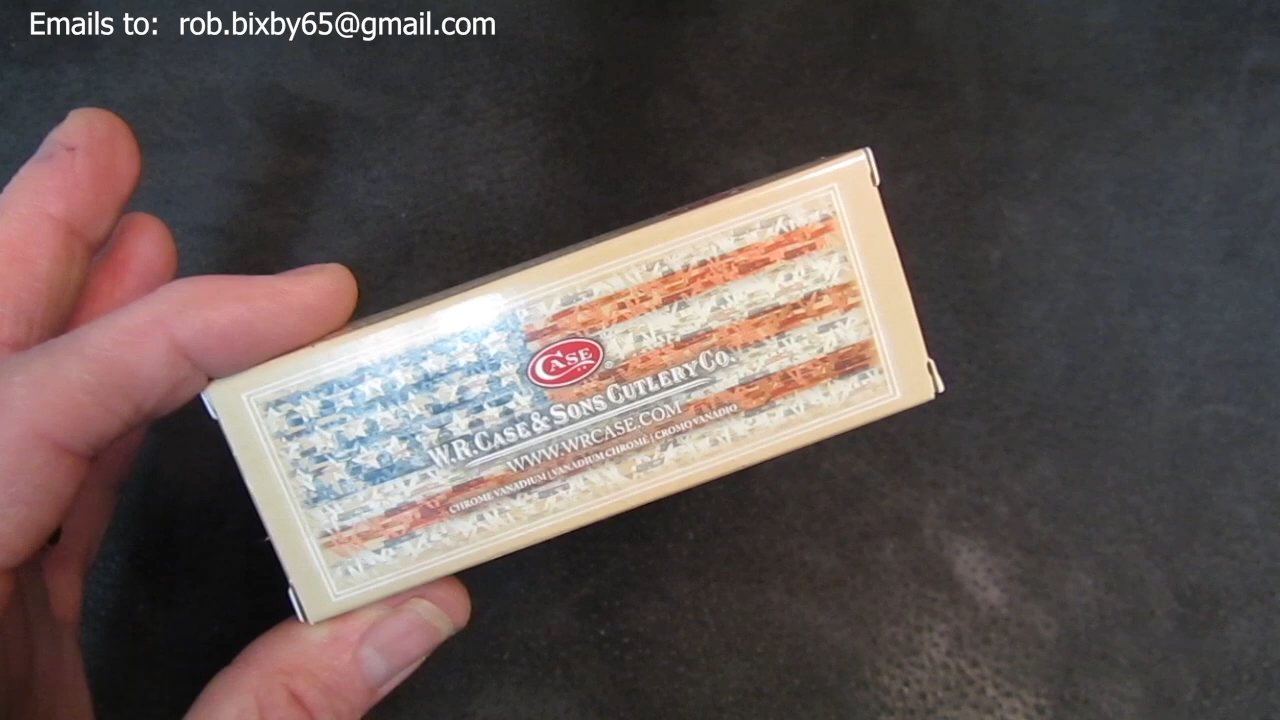 Emails to: rob.bixby65@gmail.com
CASE
W.R. CASE & SONS CUTLERY CO.
WWW.WRCASE.COM
CHROME VANADIUM | VANADIUM CHROME | CROMO VANADIO